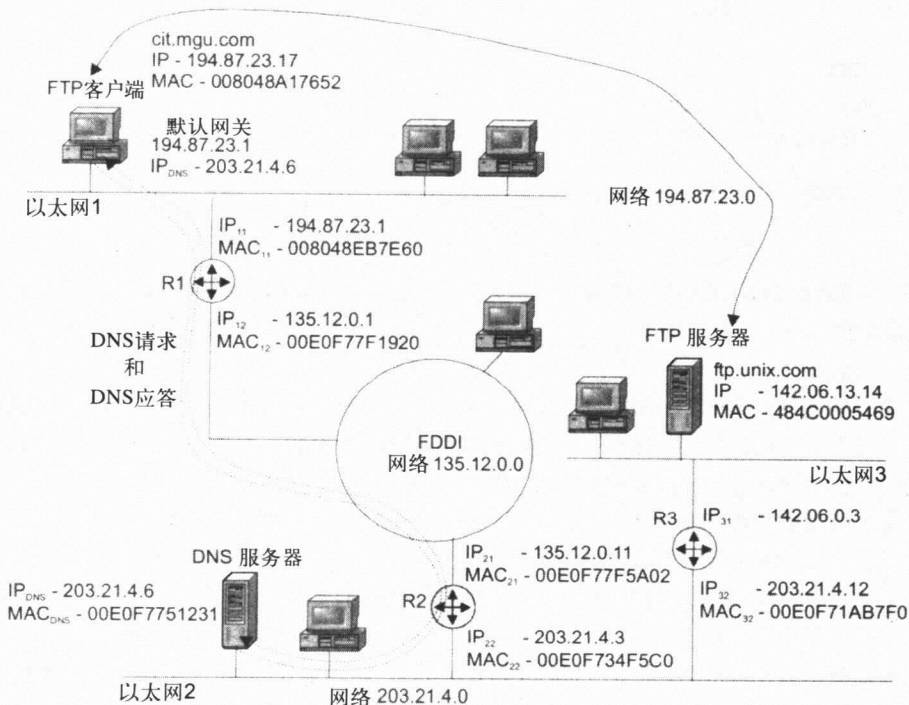 cit.mgu.com
IP - 194.87.23.17
MAC - 008048A17652
FTP客户端
默认网关
194.87.23.1
IP_DNS - 203.21.4.6
以太网1
网络 194.87.23.0
IP₁₁ - 194.87.23.1
MAC₁₁ - 008048EB7E60
R1
IP₁₂ - 135.12.0.1
MAC₁₂ - 00E0F77F1920
DNS请求
和
DNS应答
FTP 服务器
ftp.unix.com
IP - 142.06.13.14
MAC - 484C0005469
FDDI
网络 135.12.0.0
以太网3
R3
IP₃₁ - 142.06.0.3
DNS 服务器
IP₂₁ - 135.12.0.11
MAC₂₁ - 00E0F77F5A02
IP_DNS - 203.21.4.6
MAC_DNS - 00E0F7751231
R2
IP₃₂ - 203.21.4.12
MAC₃₂ - 00E0F71AB7F0
IP₂₂ - 203.21.4.3
MAC₂₂ - 00E0F734F5C0
以太网2
网络 203.21.4.0